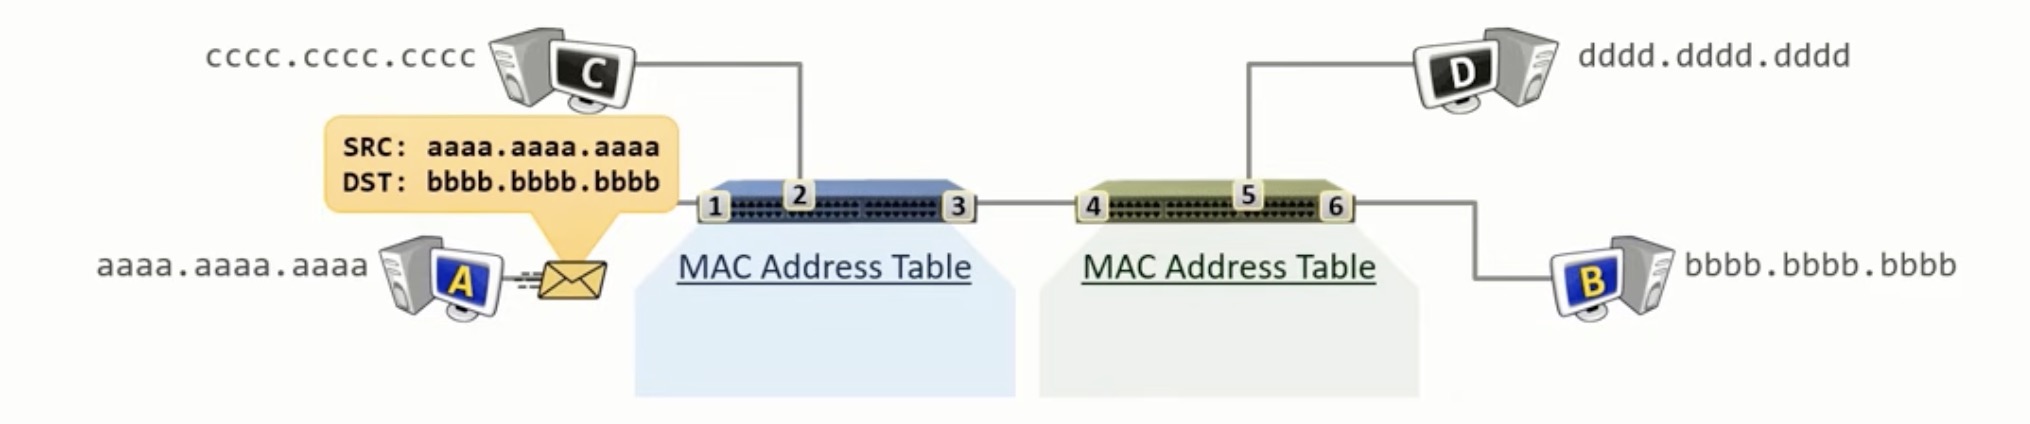 cccc.cccc.cccc
C
D
dddd.dddd.dddd
SRC: aaaa.aaaa.aaaa
DST: bbbb.bbbb.bbbb
1
2
3
4
5
6
aaaa.aaaa.aaaa
A
MAC Address Table
MAC Address Table
B
bbbb.bbbb.bbbb